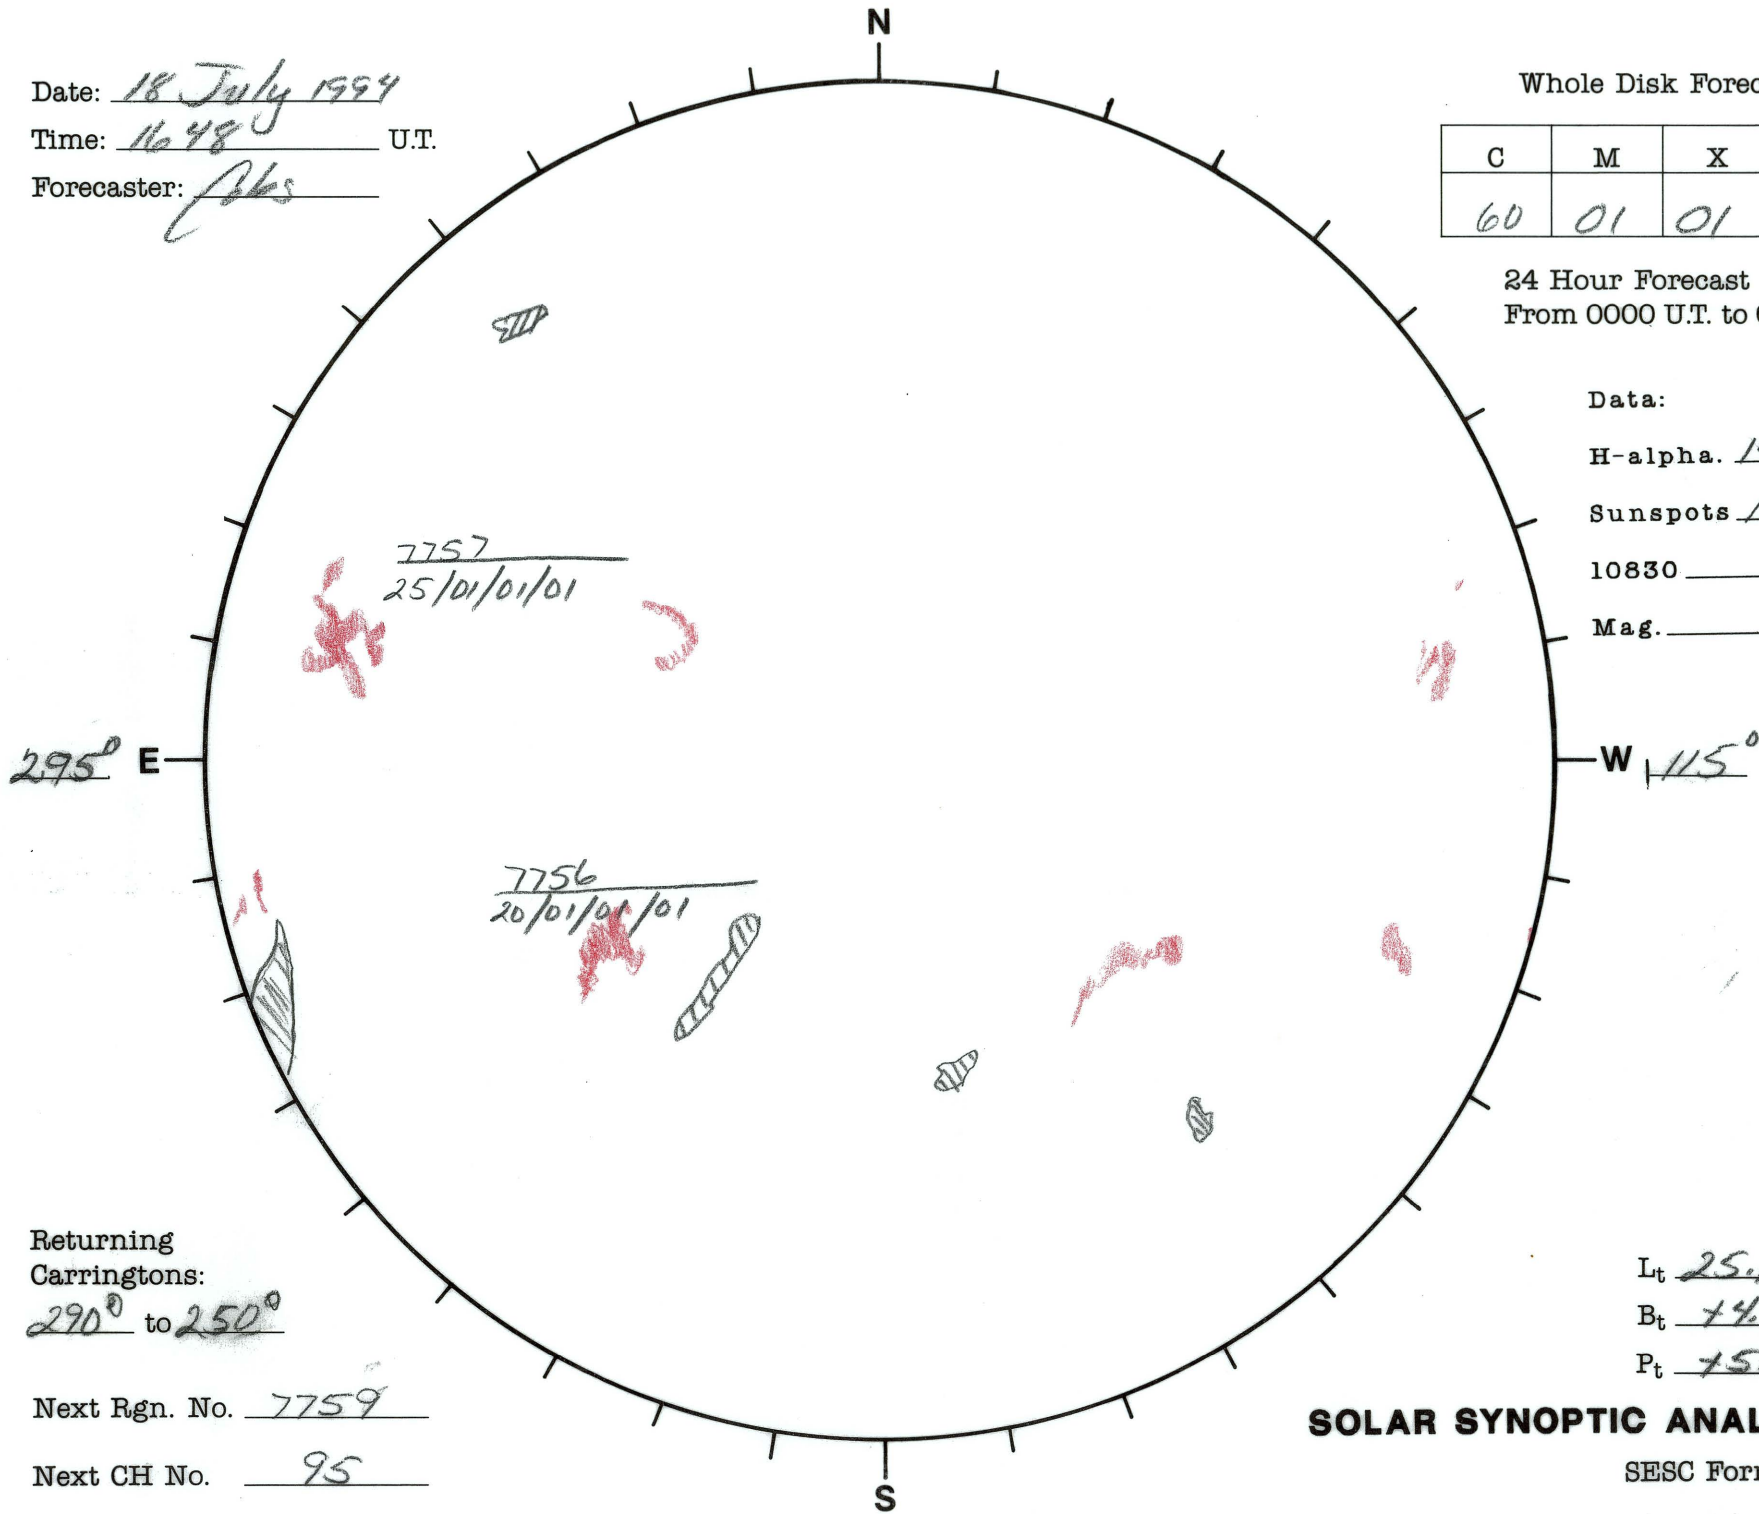 N
Date: 18 July 1994
Time: 1648 U.T.
Forecaster:
Whole Disk Forec
C M X
60 01 01
24 Hour Forecast
From 0000 U.T. to
Data:
H-alpha.
Sunspots
10830
Mag.
7757
25/01/01/01
295° E
W 115°
7756
20/01/01/01
Returning
Carringtons:
290° to 250°
Next Rgn. No. 7759
Next CH No. 95
Lt 25.
Bt +4.
Pt +5.
SOLAR SYNOPTIC ANAL
SESC For
S